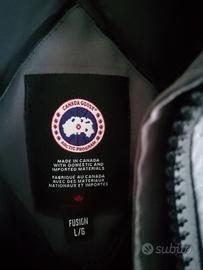 CANADA GOOSE
ARCTIC PROGRAM
MADE IN CANADA
WITH DOMESTIC AND
IMPORTED MATERIALS
FABRIQUÉ AU CANADA
AVEC DES MATÉRIAUX
NATIONAUX ET IMPORTÉS
FUSION
L/G
subito